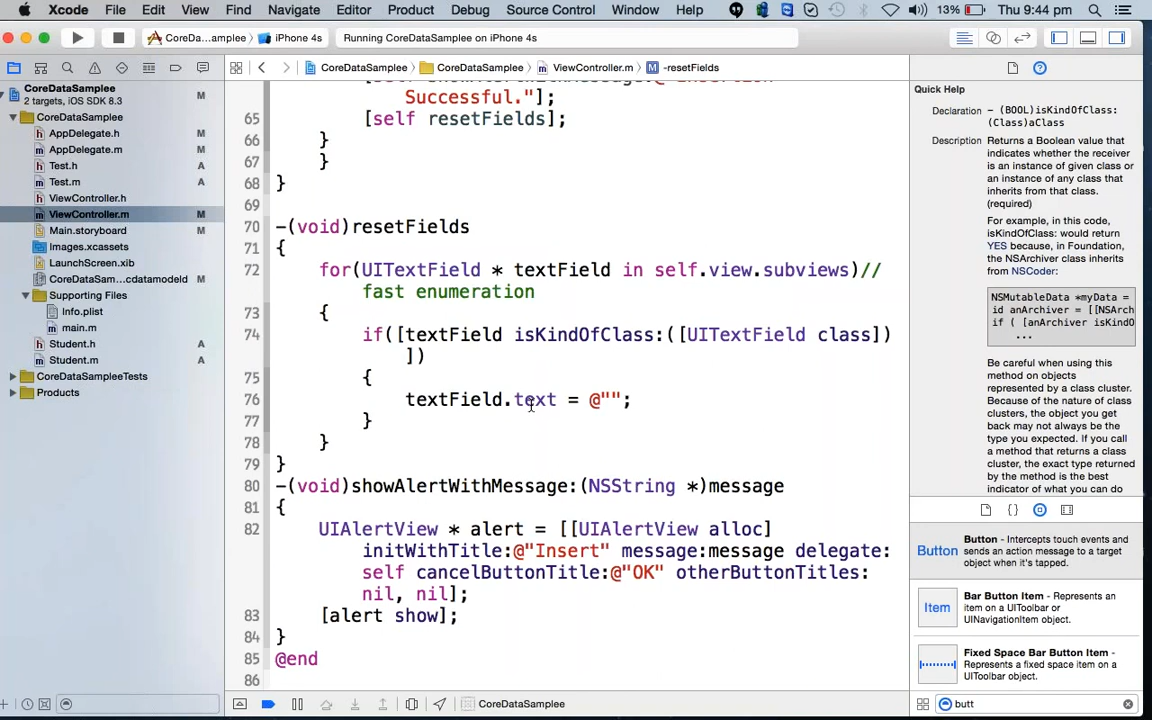 Xcode File Edit View Find Navigate Editor Product Debug Source Control Window Help 13% Thu 9:44 pm
CoreDa...amplee iPhone 4s Running CoreDataSamplee on iPhone 4s
CoreDataSamplee CoreDataSamplee ViewController.m M -resetFields
CoreDataSamplee M
2 targets, iOS SDK 8.3
CoreDataSamplee
AppDelegate.h M
AppDelegate.m M
Test.h A
Test.m A
ViewController.h M
ViewController.m M
Main.storyboard M
Images.xcassets
LaunchScreen.xib
CoreDataSam...cdatamodeld M
Supporting Files
Info.plist
main.m
Student.h A
Student.m A
CoreDataSampleeTests
Products
Successful."];
65 [self resetFields];
66 }
67 }
68 }
69
70 -(void)resetFields
71 {
72 for(UITextField * textField in self.view.subviews)//
fast enumeration
73 {
74 if([textField isKindOfClass:([UITextField class])
])
75 {
76 textField.text = @"";
77 }
78 }
79 }
80 -(void)showAlertWithMessage:(NSString *)message
81 {
82 UIAlertView * alert = [[UIAlertView alloc]
initWithTitle:@"Insert" message:message delegate:
self cancelButtonTitle:@"OK" otherButtonTitles:
nil, nil];
83 [alert show];
84 }
85 @end
86
CoreDataSamplee
Quick Help
Declaration - (BOOL)isKindOfClass:
(Class)aClass
Description Returns a Boolean value that
indicates whether the receiver
is an instance of given class or
an instance of any class that
inherits from that class.
(required)
For example, in this code,
isKindOfClass: would return
YES because, in Foundation,
the NSArchiver class inherits
from NSCoder:
NSMutableData *myData =
id anArchiver = [[NSArch
if ( [anArchiver isKindO
...
Be careful when using this
method on objects
represented by a class cluster.
Because of the nature of class
clusters, the object you get
back may not always be the
type you expected. If you call
a method that returns a class
cluster, the exact type returned
by the method is the best
indicator of what you can do
Button Button - Intercepts touch events and
sends an action message to a target
object when it's tapped.
Item Bar Button Item - Represents an
item on a UIToolbar or
UINavigationItem object.
Fixed Space Bar Button Item -
Represents a fixed space item on a
UIToolbar object.
butt